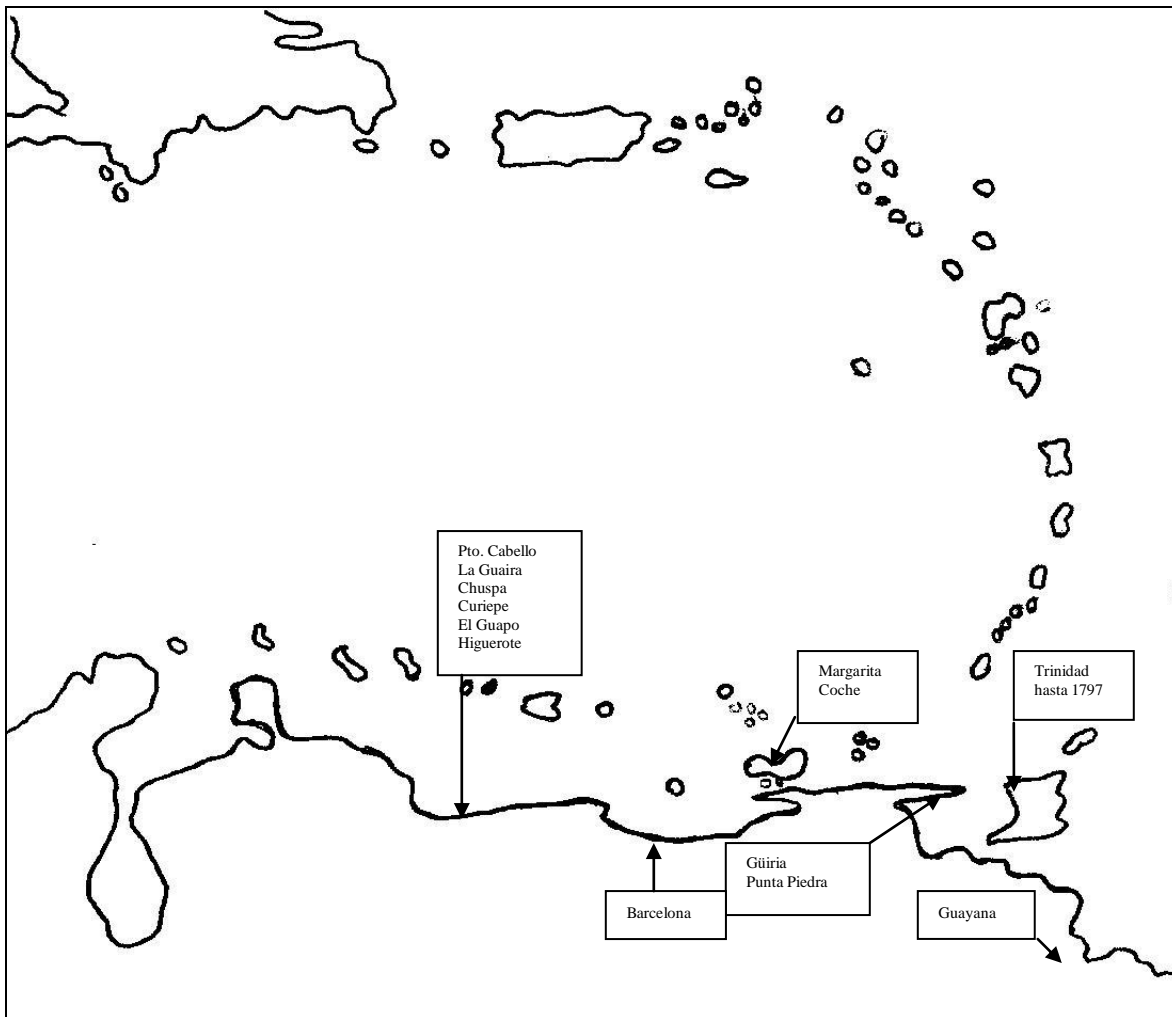 Pto. Cabello
La Guaira
Chuspa
Curiepe
El Guapo
Higuerote
Margarita
Coche
Trinidad
hasta 1797
Güiria
Punta Piedra
Barcelona
Guayana